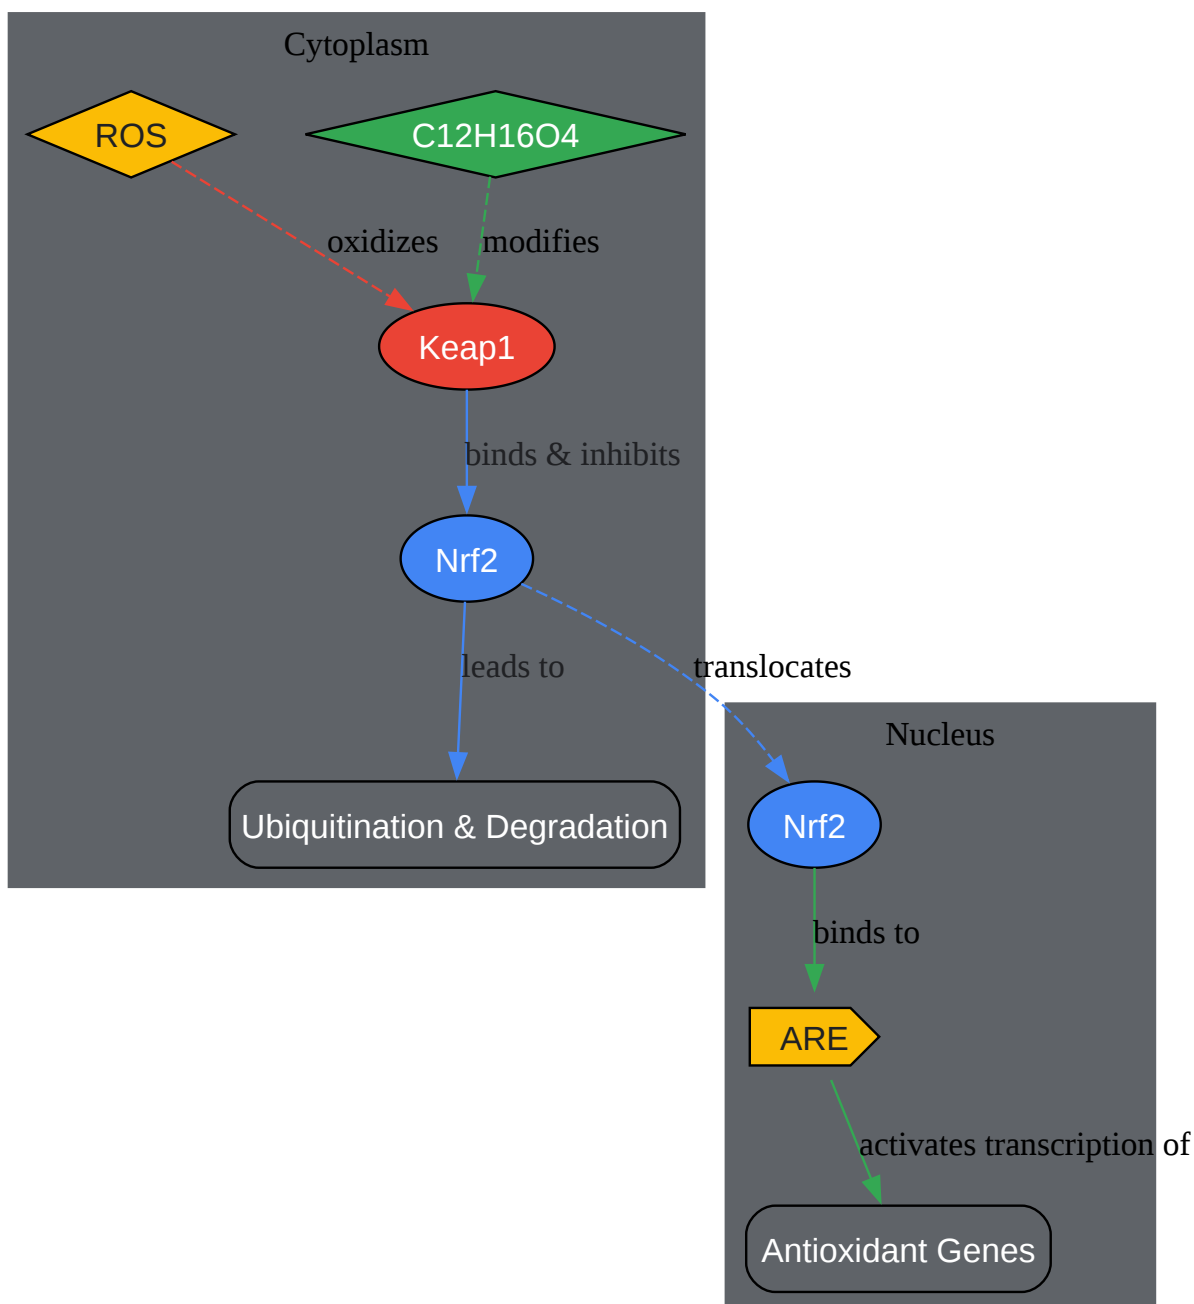 Cytoplasm
ROS
C12H16O4
oxidizes
modifies
Keap1
binds & inhibits
Nrf2
leads to
translocates
Nucleus
Ubiquitination & Degradation
Nrf2
binds to
ARE
activates transcription of
Antioxidant Genes